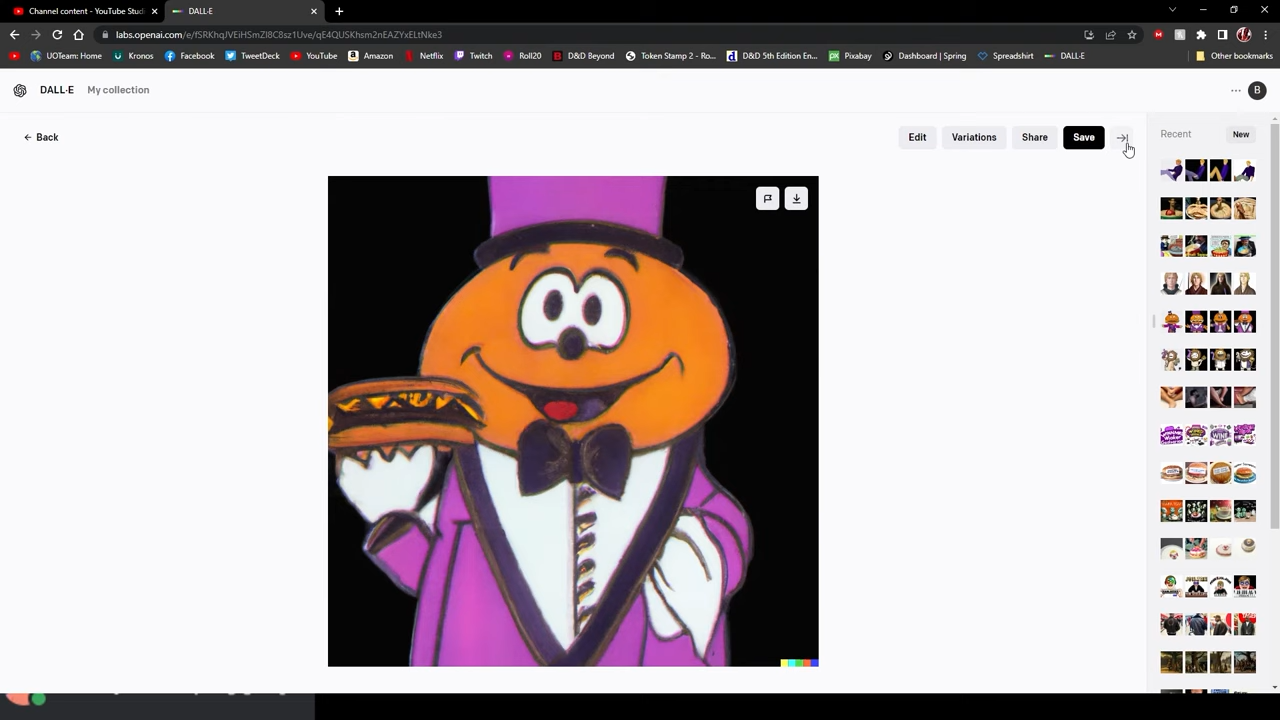 Channel content - YouTube Studi
DALL·E
labs.openai.com/e/fSRKhqJVEiHSmZl8C8sz1Uve/qE4QUSKhsm2nEAZYxELtNke3
UOTeam: Home
Kronos
Facebook
TweetDeck
YouTube
Amazon
Netflix
Twitch
Roll20
D&D Beyond
Token Stamp 2 - Ro...
D&D 5th Edition En...
Pixabay
Dashboard | Spring
Spreadshirt
DALL-E
Other bookmarks
DALL·E
My collection
B
Back
Edit
Variations
Share
Save
Recent
New